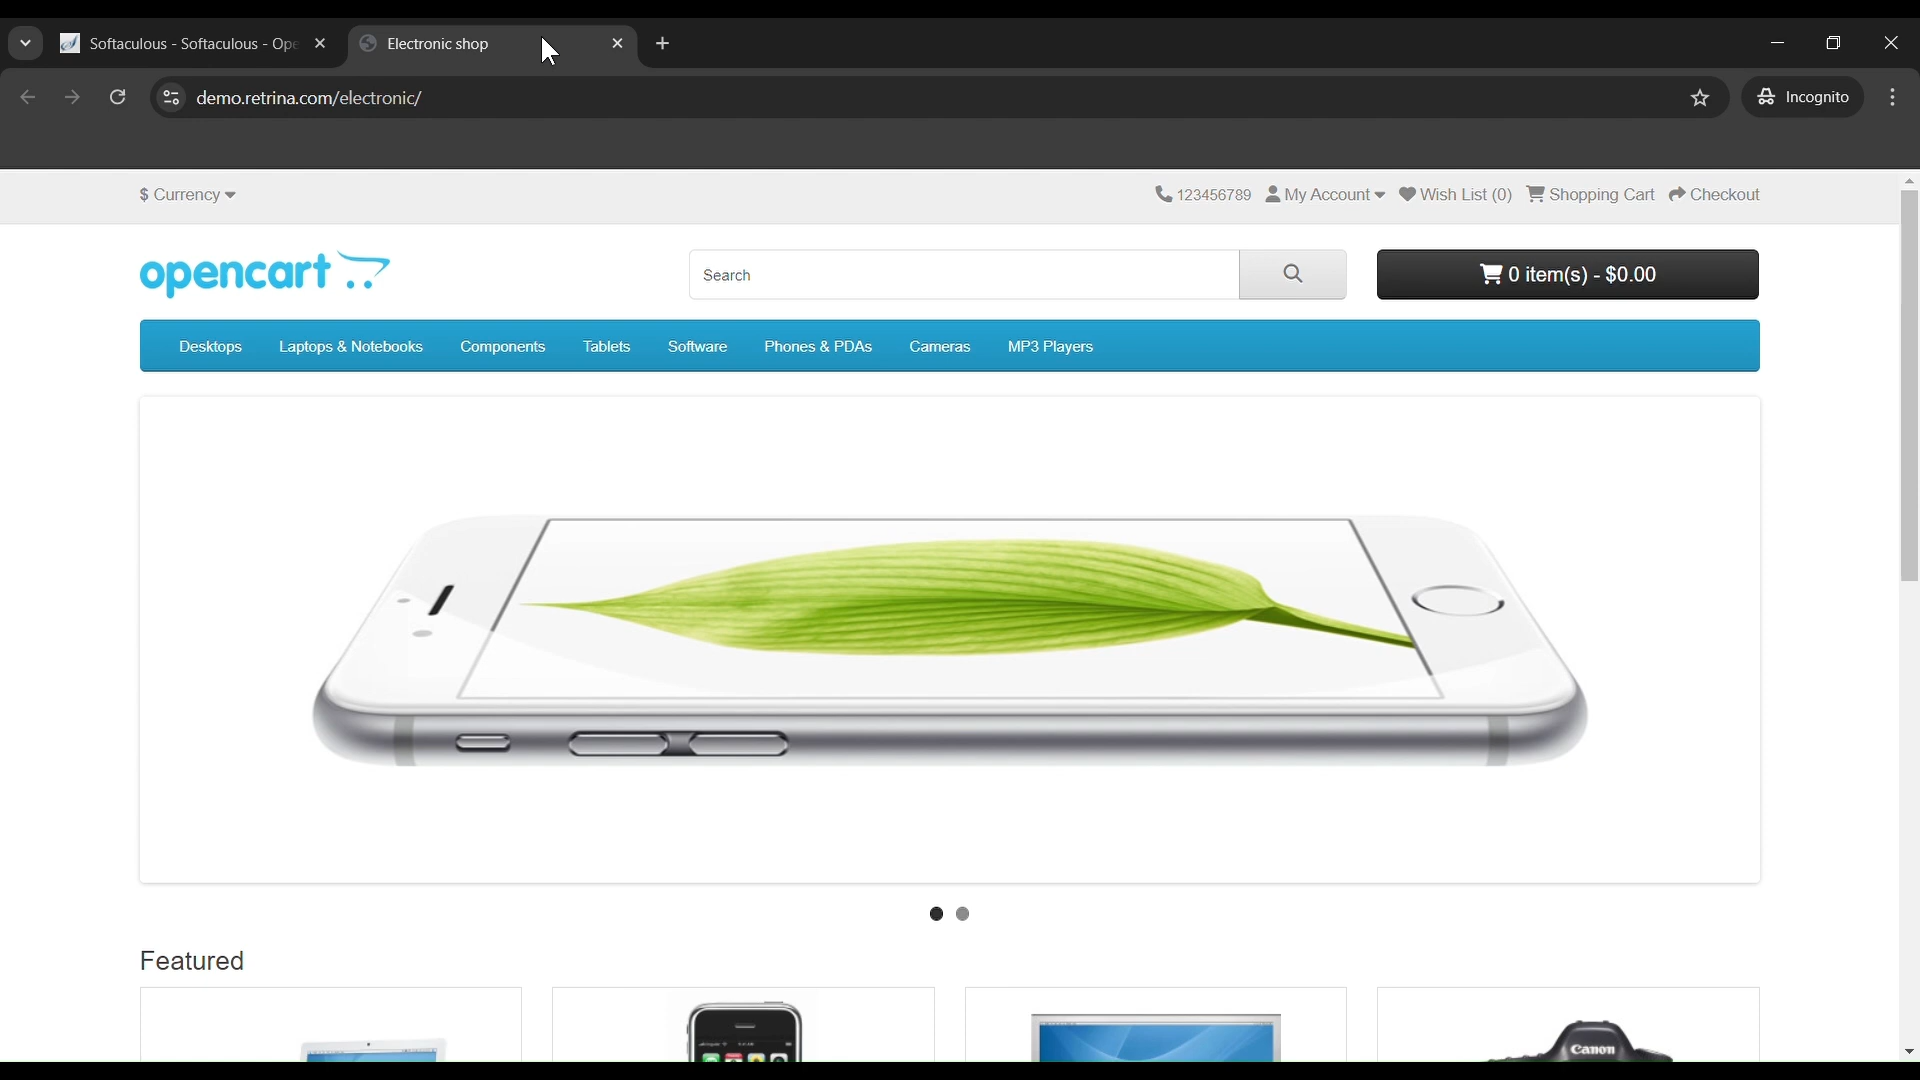 Softaculous - Softaculous - Ope
Electronic shop
demo.retrina.com/electronic/
Incognito
$ Currency
123456789 My Account Wish List (0) Shopping Cart Checkout
opencart
Search
0 item(s) - $0.00
Desktops Laptops & Notebooks Components Tablets Software Phones & PDAs Cameras MP3 Players
Featured
Canon